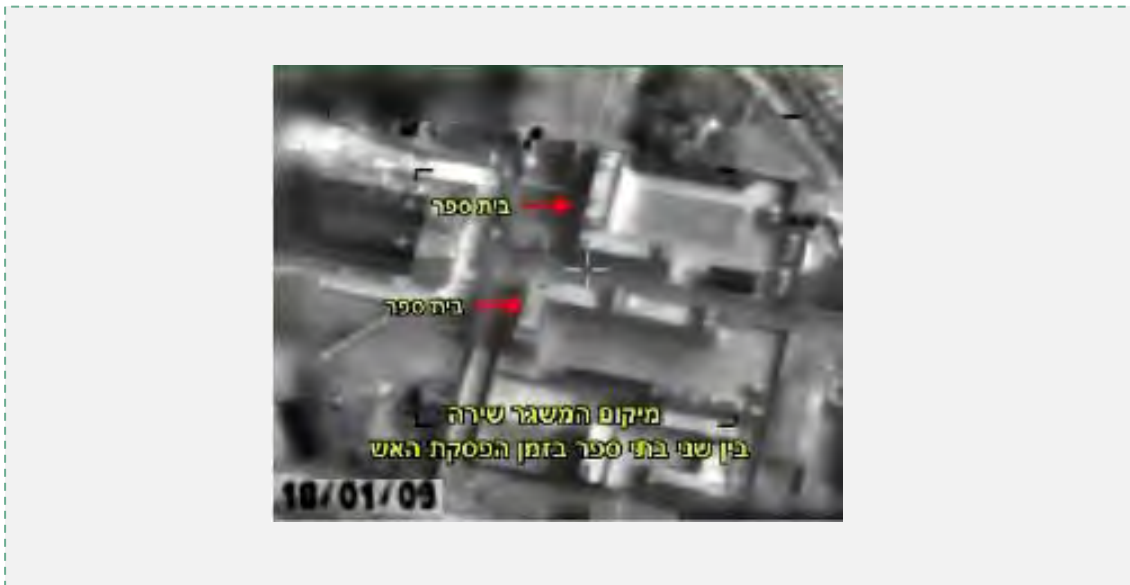 בית ספר
בית ספר
מיקום המשגר שירה
בין שני בתי ספר בזמן הפסקת האש
18/01/09